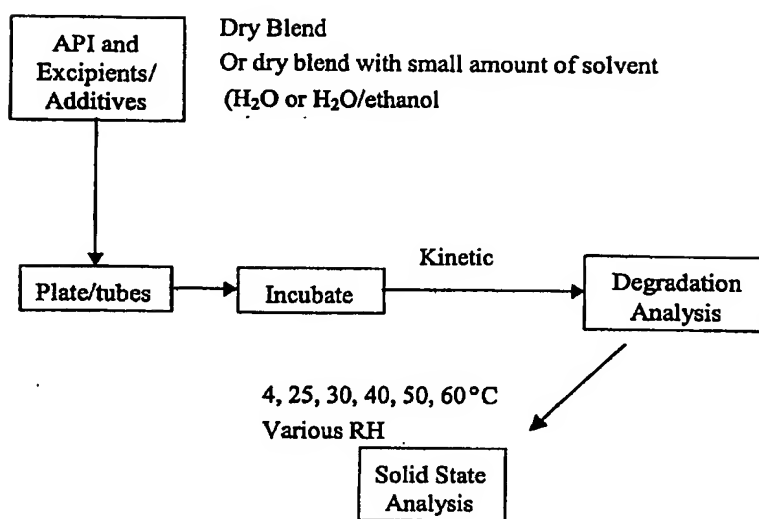 API and
Excipients/
Additives
Dry Blend
Or dry blend with small amount of solvent
(H₂O or H₂O/ethanol
Plate/tubes
Incubate
Kinetic
Degradation
Analysis
4, 25, 30, 40, 50, 60°C
Various RH
Solid State
Analysis